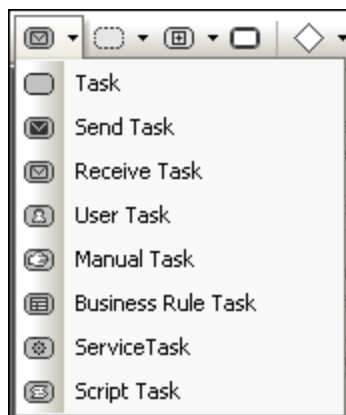 Task
Send Task
Receive Task
User Task
Manual Task
Business Rule Task
ServiceTask
Script Task